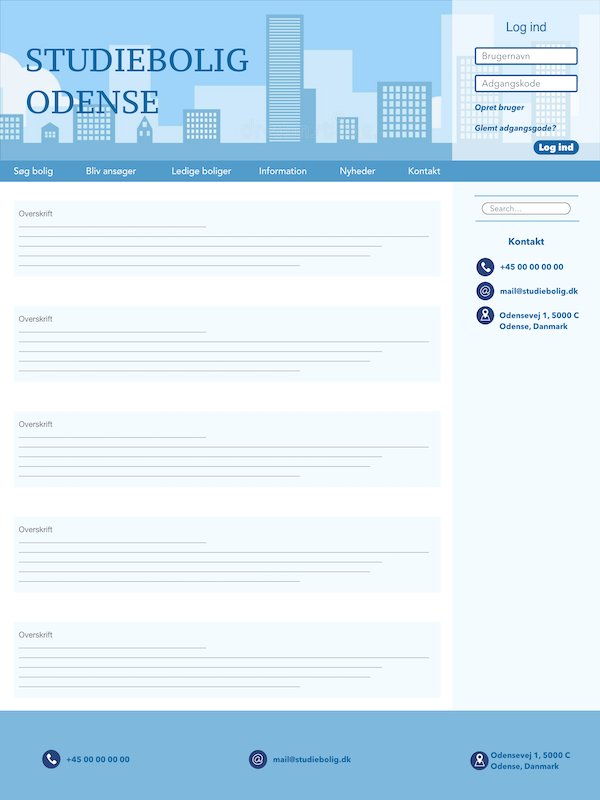 STUDIEBOLIG
ODENSE
Log ind
Brugernavn
Adgangskode
Opret bruger
Glemt adgangsgode?
Log ind
Søg bolig Bliv ansøger Ledige boliger Information Nyheder Kontakt
Search...
Kontakt
+45 00 00 00 00
mail@studiebolig.dk
Odensevej 1, 5000 C
Odense, Danmark
Overskrift
Overskrift
Overskrift
Overskrift
Overskrift
+45 00 00 00 00
mail@studiebolig.dk
Odensevej 1, 5000 C
Odense, Danmark